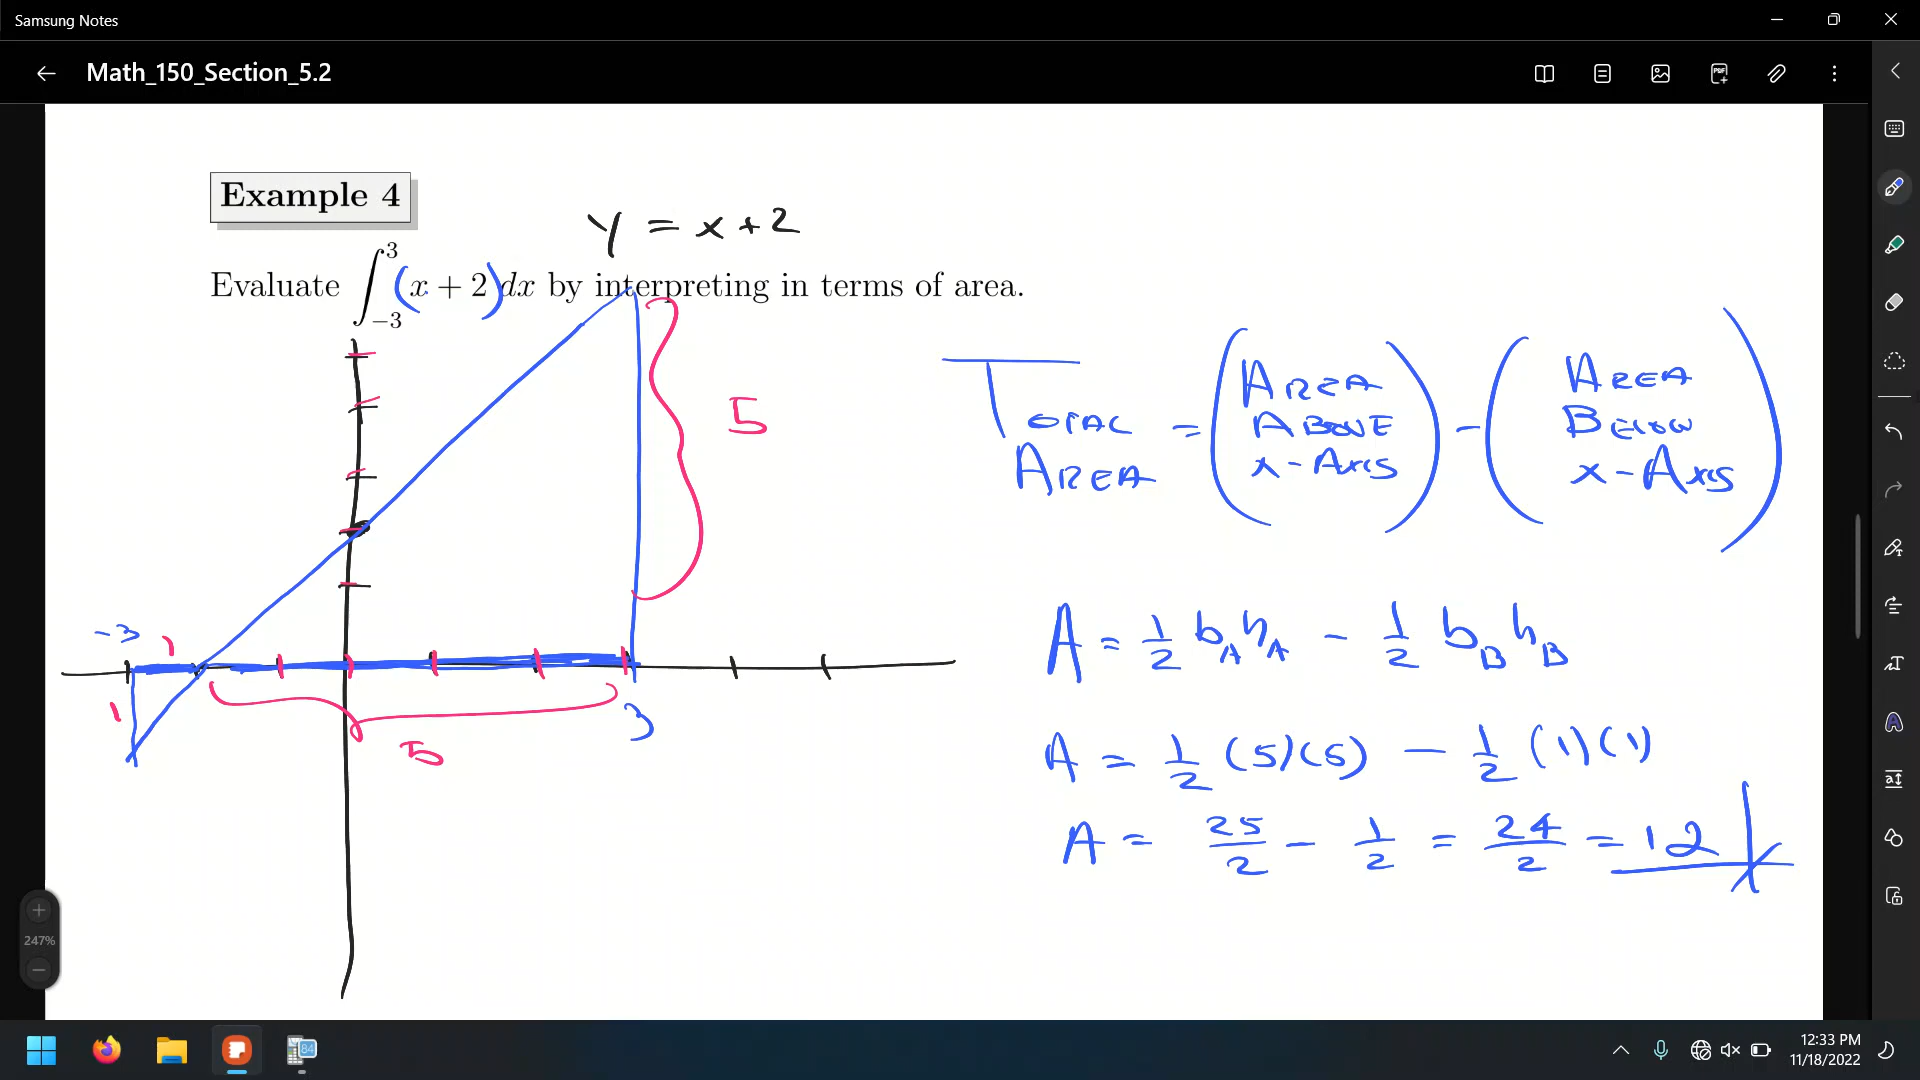 Samsung Notes
Math_150_Section_5.2
Example 4
y = x + 2
Evaluate ∫_{-3}^{3} (x + 2) dx by interpreting in terms of area.
5
Total Area = (Area Above x-Axis) - (Area Below x-Axis)
-3
1
1
5
3
A = 1/2 b_A h_A - 1/2 b_B h_B
A = 1/2 (5)(5) - 1/2 (1)(1)
A = 25/2 - 1/2 = 24/2 = 12
247%
84
12:33 PM
11/18/2022